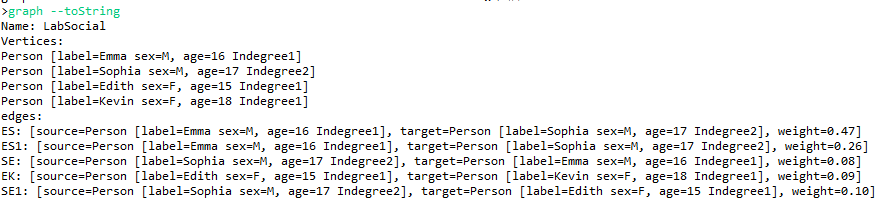 >graph --toString
Name: LabSocial
Vertices:
Person [label=Emma sex=M, age=16 Indegree1]
Person [label=Sophia sex=M, age=17 Indegree2]
Person [label=Edith sex=F, age=15 Indegree1]
Person [label=Kevin sex=F, age=18 Indegree1]
edges:
ES: [source=Person [label=Emma sex=M, age=16 Indegree1], target=Person [label=Sophia sex=M, age=17 Indegree2], weight=0.47]
ES1: [source=Person [label=Emma sex=M, age=16 Indegree1], target=Person [label=Sophia sex=M, age=17 Indegree2], weight=0.26]
SE: [source=Person [label=Sophia sex=M, age=17 Indegree2], target=Person [label=Emma sex=M, age=16 Indegree1], weight=0.08]
EK: [source=Person [label=Edith sex=F, age=15 Indegree1], target=Person [label=Kevin sex=F, age=18 Indegree1], weight=0.09]
SE1: [source=Person [label=Sophia sex=M, age=17 Indegree2], target=Person [label=Edith sex=F, age=15 Indegree1], weight=0.10]